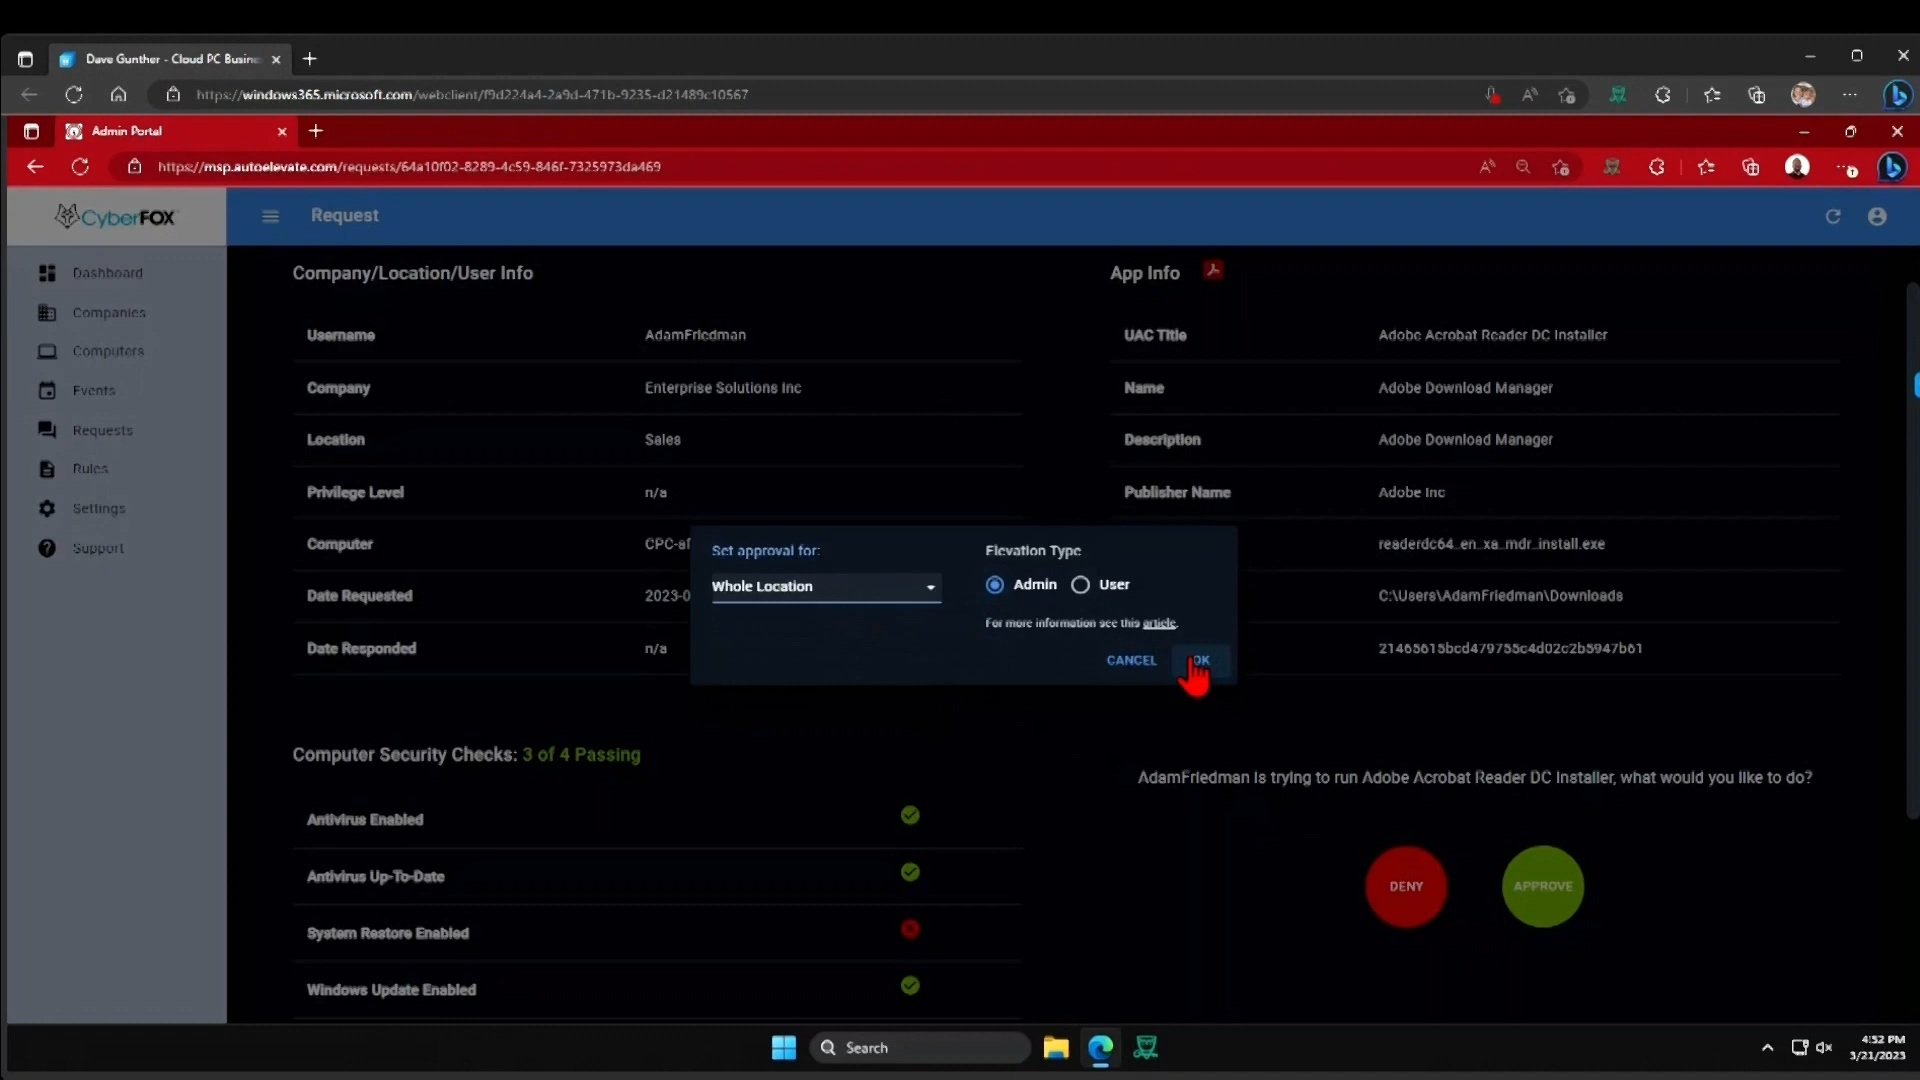 Dave Gunther - Cloud PC Busine
https://windows365.microsoft.com/webclient/f9d224a4-2a9d-471b-9235-d21489c10567
Admin Portal
https://msp.autoelevate.com/requests/64a10f02-8289-4c59-846f-7325973da469
CyberFOX
Request
Dashboard
Companies
Computers
Events
Requests
Rules
Settings
Support
Company/Location/User Info
Username AdamFriedman
Company Enterprise Solutions Inc
Location Sales
Privilege Level n/a
Computer CPC-af
Date Requested 2023-0
Date Responded n/a
App Info
UAC Title Adobe Acrobat Reader DC Installer
Name Adobe Download Manager
Description Adobe Download Manager
Publisher Name Adobe Inc
readerdc64_en_xa_mdr_install.exe
C:\Users\AdamFriedman\Downloads
21465615bcd479755c4d02c2b5947b61
Set approval for:
Whole Location
Elevation Type
Admin User
For more information see this article.
CANCEL OK
Computer Security Checks: 3 of 4 Passing
Antivirus Enabled
Antivirus Up-To-Date
System Restore Enabled
Windows Update Enabled
AdamFriedman is trying to run Adobe Acrobat Reader DC Installer, what would you like to do?
DENY APPROVE
Search
4:52 PM
3/21/2023